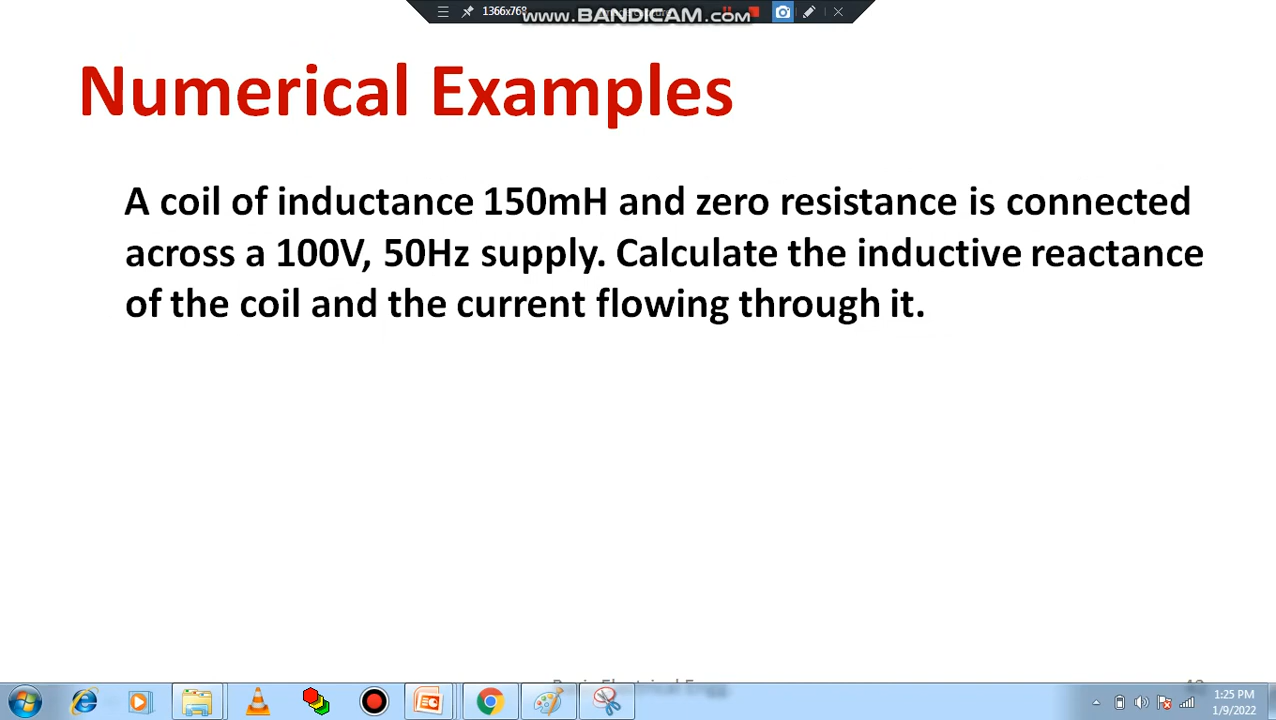 1366x768
www.BANDICAM.com
Numerical Examples
A coil of inductance 150mH and zero resistance is connected
across a 100V, 50Hz supply. Calculate the inductive reactance
of the coil and the current flowing through it.
1:25 PM
1/9/2022